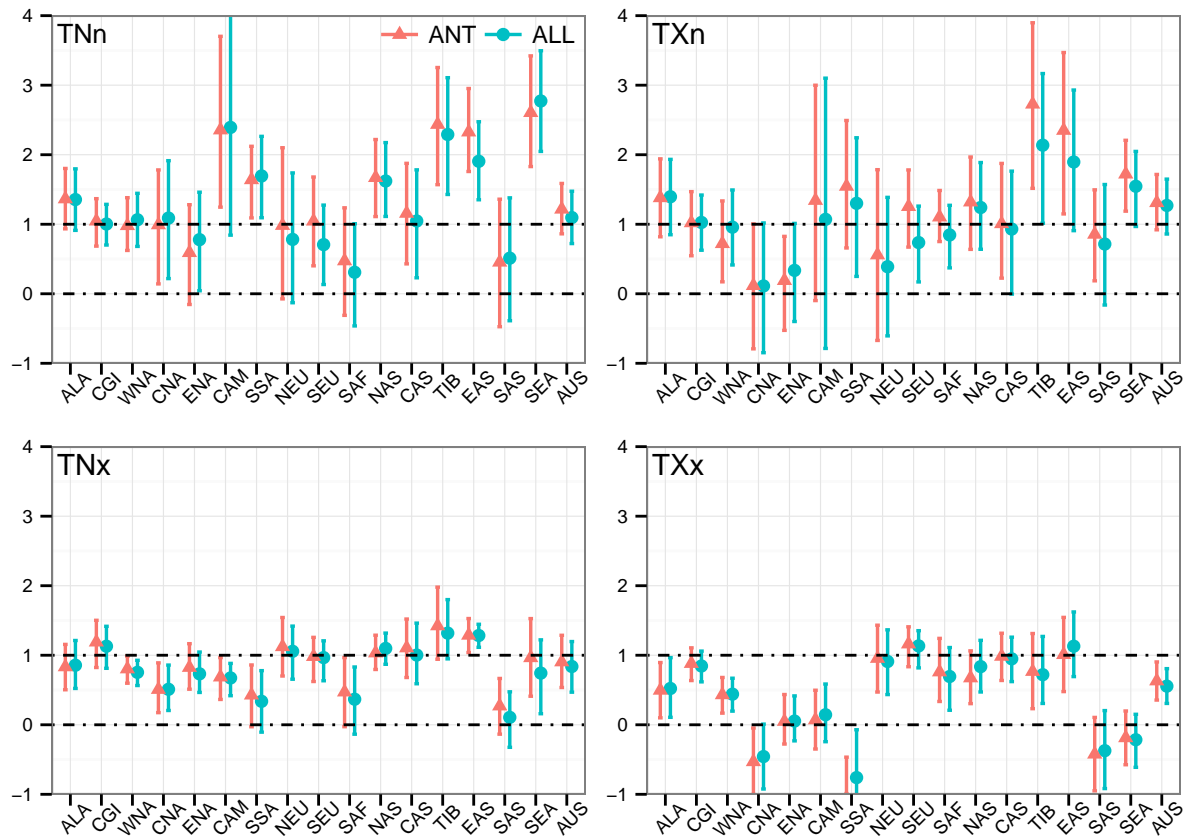 TNn
ANT ALL
4
3
2
1
0
−1
ALA CGI WNA CNA ENA CAM SSA NEU SEU SAF NAS CAS TIB EAS SAS SEA AUS
TXn
4
3
2
1
0
−1
ALA CGI WNA CNA ENA CAM SSA NEU SEU SAF NAS CAS TIB EAS SAS SEA AUS
TNx
4
3
2
1
0
−1
ALA CGI WNA CNA ENA CAM SSA NEU SEU SAF NAS CAS TIB EAS SAS SEA AUS
TXx
4
3
2
1
0
−1
ALA CGI WNA CNA ENA CAM SSA NEU SEU SAF NAS CAS TIB EAS SAS SEA AUS